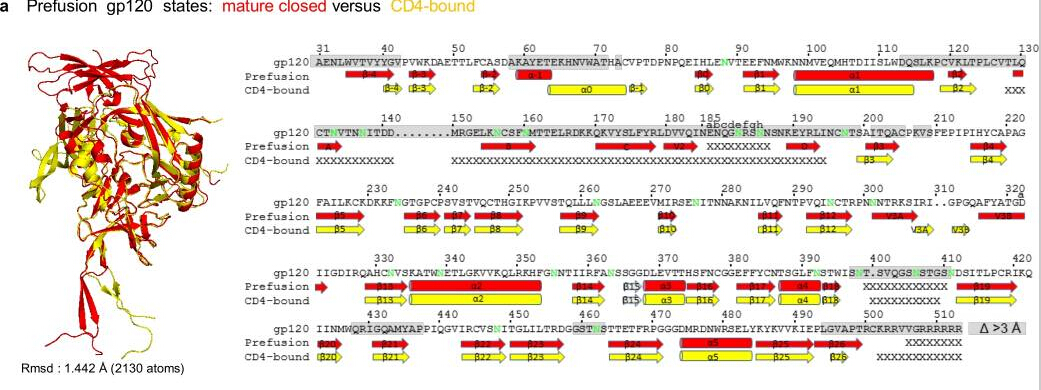 a Prefusion gp120 states: mature closed versus CD4-bound
31 40 50 60 70 80 90 100 110 120 130
gp120 AENLWVTVYYGVPVWKDAETTLFCASDAKAYETEKHNVWATHACVPTDPNPQEIHLENVTEEFNMWKNNMVEQMHTDIISLWDQSLKPCVKLTPLCVTLQ
Prefusion β-4 β-3 β-2 α-1 β0 β1 α1 β2
CD4-bound β-4 β-3 β-2 α0 β-1 β0 β1 α1 β2 XXX
140 150 160 170 180 185abcdefgh 190 200 210 220
gp120 CTNVTNNITDD........MRGELKNCSFNMTTELRDKKQKVYSLFYRLDVVQINENQGNRSNNSNKEYRLINCNTSAITQACPKVSFEPIPIHYCAPAG
Prefusion A B C V2 XXXXXXXXX D β3 β4
CD4-bound XXXXXXXXXXX β3 β4
230 240 250 260 270 280 290 300 310 320
gp120 FAILKCKDKKFNGTGPCPSVSTVQCTHGIKPVVSTQLLLNGSLAEEEVMIRSENITNNAKNILVQFNTPVQINCTRPNNNTRKSIRI..GPGQAFYATGD
Prefusion β5 β6 β7 β8 β9 β10 β11 β12 V3A V3B
CD4-bound β5 β6 β7 β8 β9 β10 β11 β12 V3A V3B
330 340 350 360 370 380 390 400 410 420
gp120 IIGDIRQAHCNVSKATWNETLGKVVKQLRKHFGNNTIIRFANSSGGDLEVTTHSFNCGGEFFYCNTSGLFNSTWISNT.SVQGSNSTGSNDSITLPCRIKQ
Prefusion β13 α2 β14 β15 α3 β16 β17 α4 β18 XXXXXXXXXXX β19
CD4-bound β13 α2 β14 β15 α3 β16 β17 α4 β18 XXXXXXXXXX β19
430 440 450 460 470 480 490 500 510
gp120 IINMWQRIGQAMYAPPIQGVIRCVSNITGLILTRDGGSTNSTTETFRPGGGDMRDNWRSELYKYKVVKIEPLGVAPTRCKRRVVGRRRRRR Δ >3 Å
Prefusion β20 β21 β22 β23 β24 α5 β25 β26 XXXXXXXX
CD4-bound β20 β21 β22 β23 β24 α5 β25 β26 XXXXXXXXXXXX
Rmsd : 1.442 Å (2130 atoms)